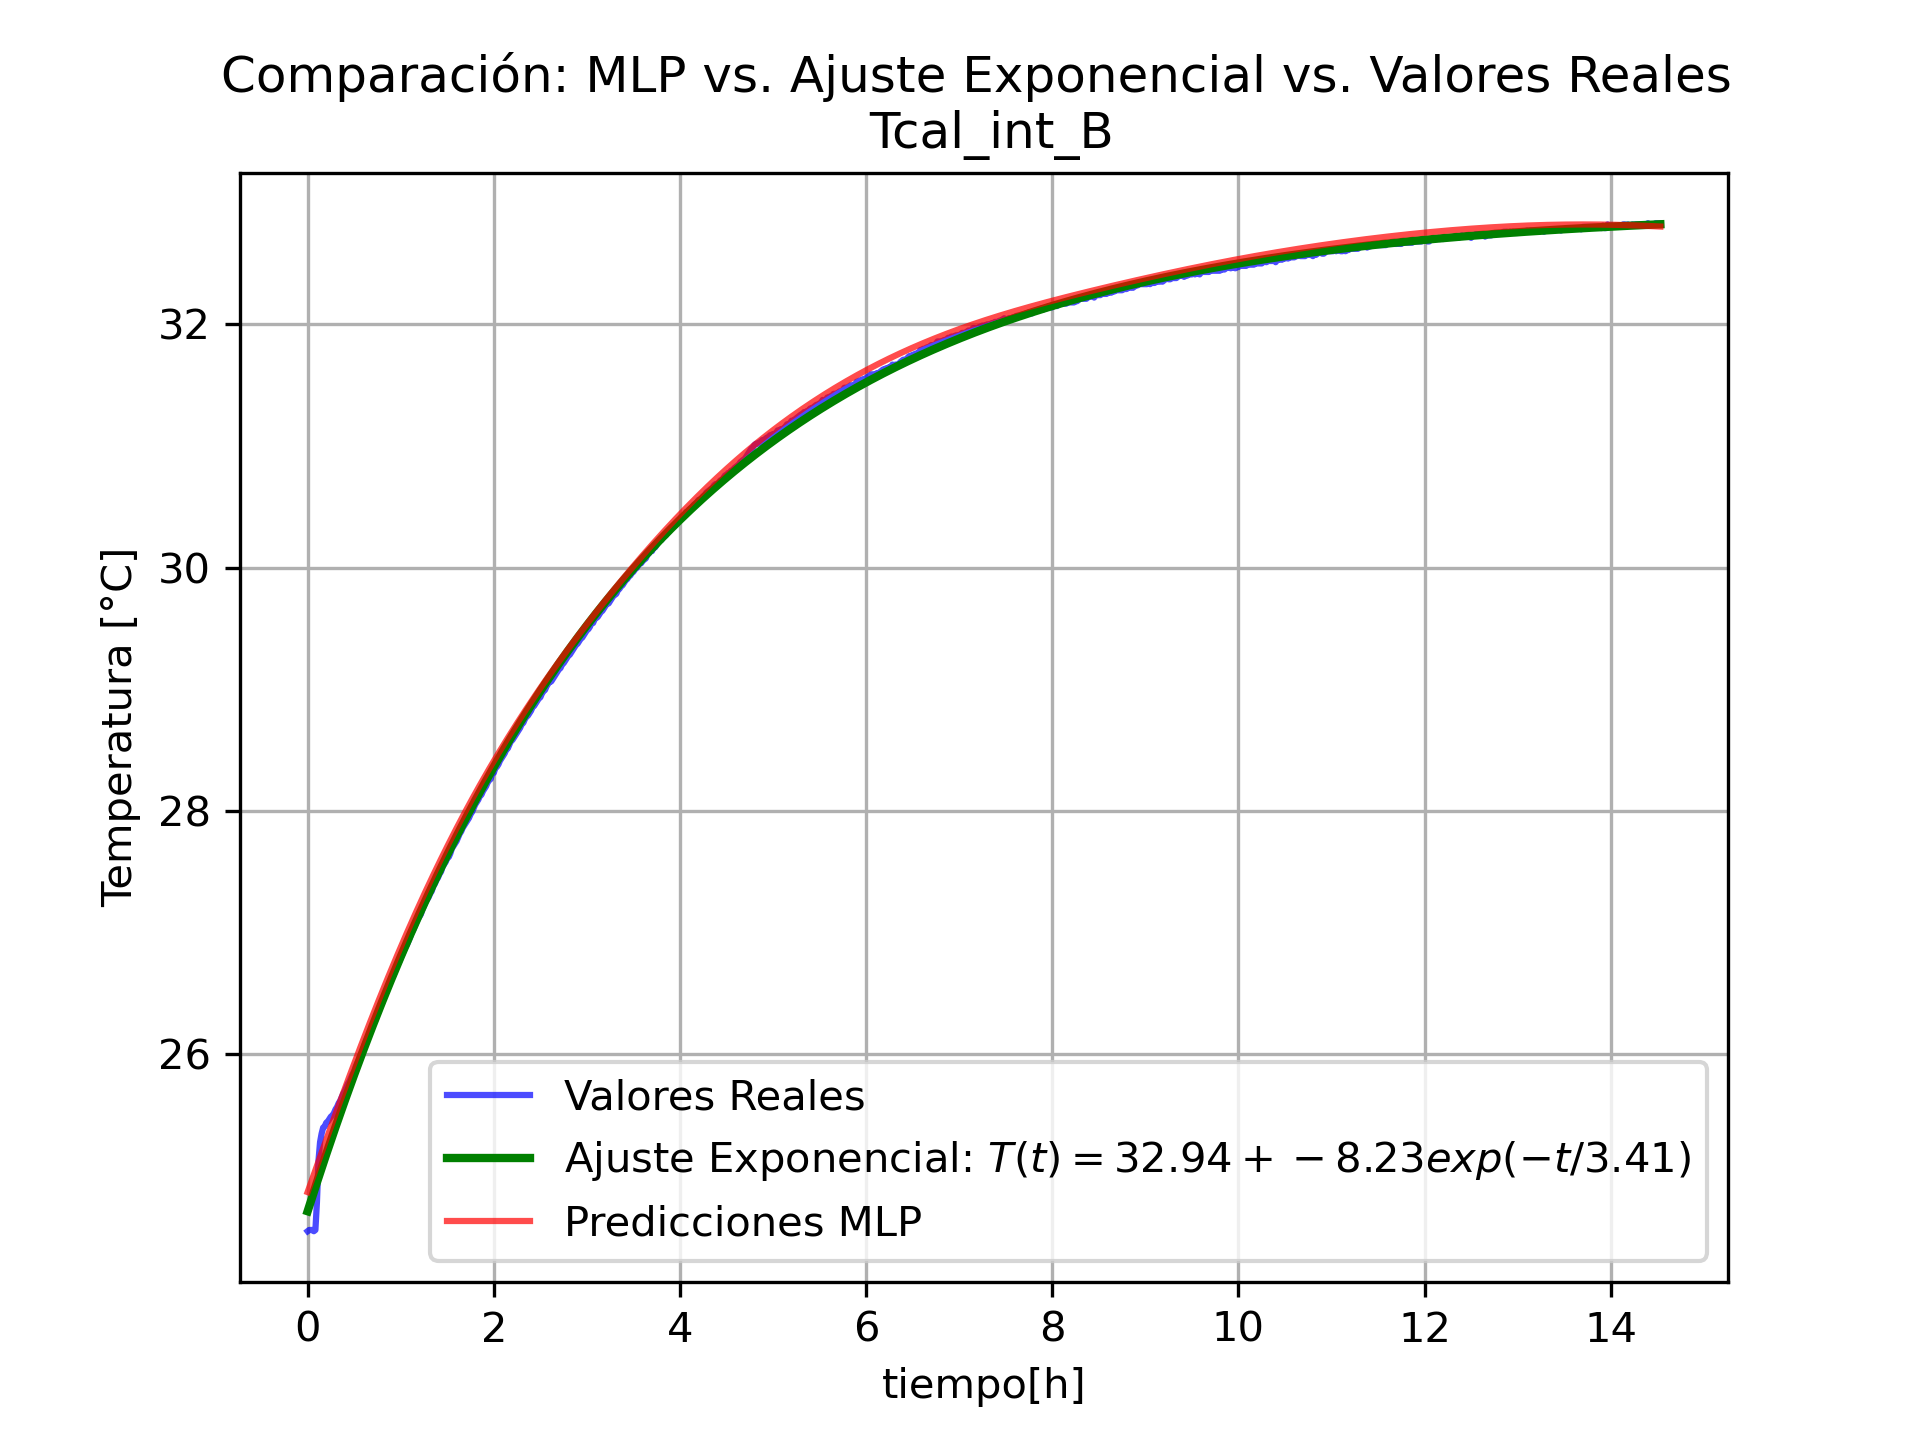 Comparación: MLP vs. Ajuste Exponencial vs. Valores Reales
Tcal_int_B
Temperatura [°C]
32
30
28
26
Valores Reales
Ajuste Exponencial: T(t) = 32.94 + − 8.23exp(−t/3.41)
Predicciones MLP
0 2 4 6 8 10 12 14
tiempo[h]